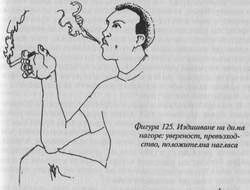 Фигура 125. Издишване на дима
нагоре: увереност, превъзход-
ство, положителна нагласа